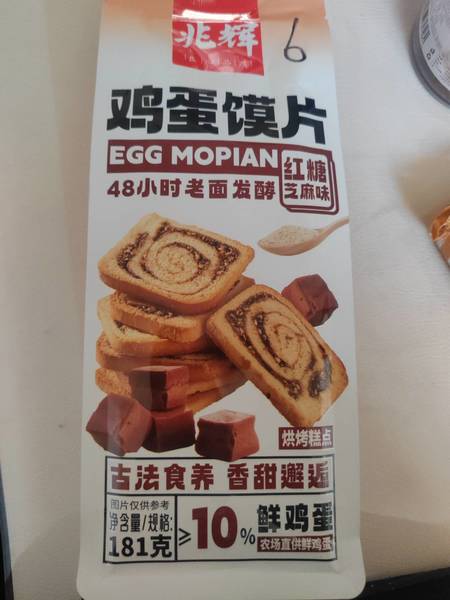 兆辉
6
鸡蛋馍片
EGG MOPIAN
红糖
芝麻味
48小时老面发酵
烘烤糕点
古法食养 香甜邂逅
图片仅供参考
净含量/规格:
181克
≥10%
鲜鸡蛋
农场直供鲜鸡蛋